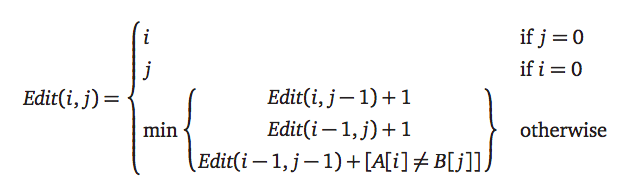 i if j = 0
j if i = 0
Edit(i, j) =
Edit(i, j − 1) + 1
min Edit(i − 1, j) + 1 otherwise
Edit(i − 1, j − 1) + [A[i] ≠ B[j]]